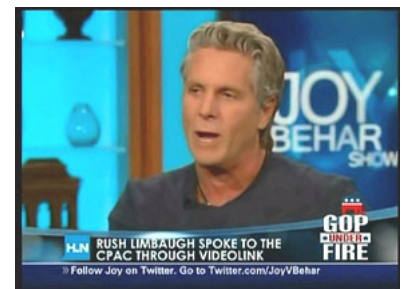 JOY
BEHAR
SHOW
GOP
UNDER
FIRE
HLN
RUSH LIMBAUGH SPOKE TO THE
CPAC THROUGH VIDEOLINK
» Follow Joy on Twitter. Go to Twitter.com/JoyVBehar